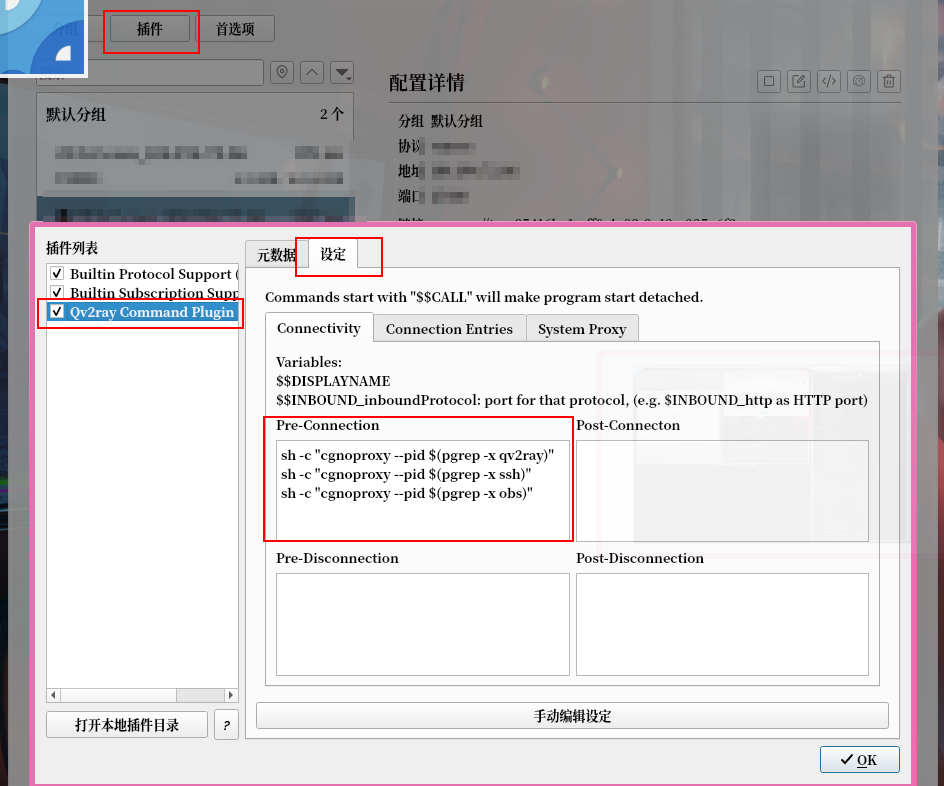 分组
插件
首选项
默认分组
2 个
配置详情
分组 默认分组
协议
地址
端口
插件列表
Builtin Protocol Support (
Builtin Subscription Supp
Qv2ray Command Plugin
打开本地插件目录
?
元数据
设定
Commands start with "$$CALL" will make program start detached.
Connectivity
Connection Entries
System Proxy
Variables:
$$DISPLAYNAME
$$INBOUND_inboundProtocol: port for that protocol, (e.g. $INBOUND_http as HTTP port)
Pre-Connection
Post-Connecton
sh -c "cgnoproxy --pid $(pgrep -x qv2ray)"
sh -c "cgnoproxy --pid $(pgrep -x ssh)"
sh -c "cgnoproxy --pid $(pgrep -x obs)"
Pre-Disconnection
Post-Disconnection
手动编辑设定
OK